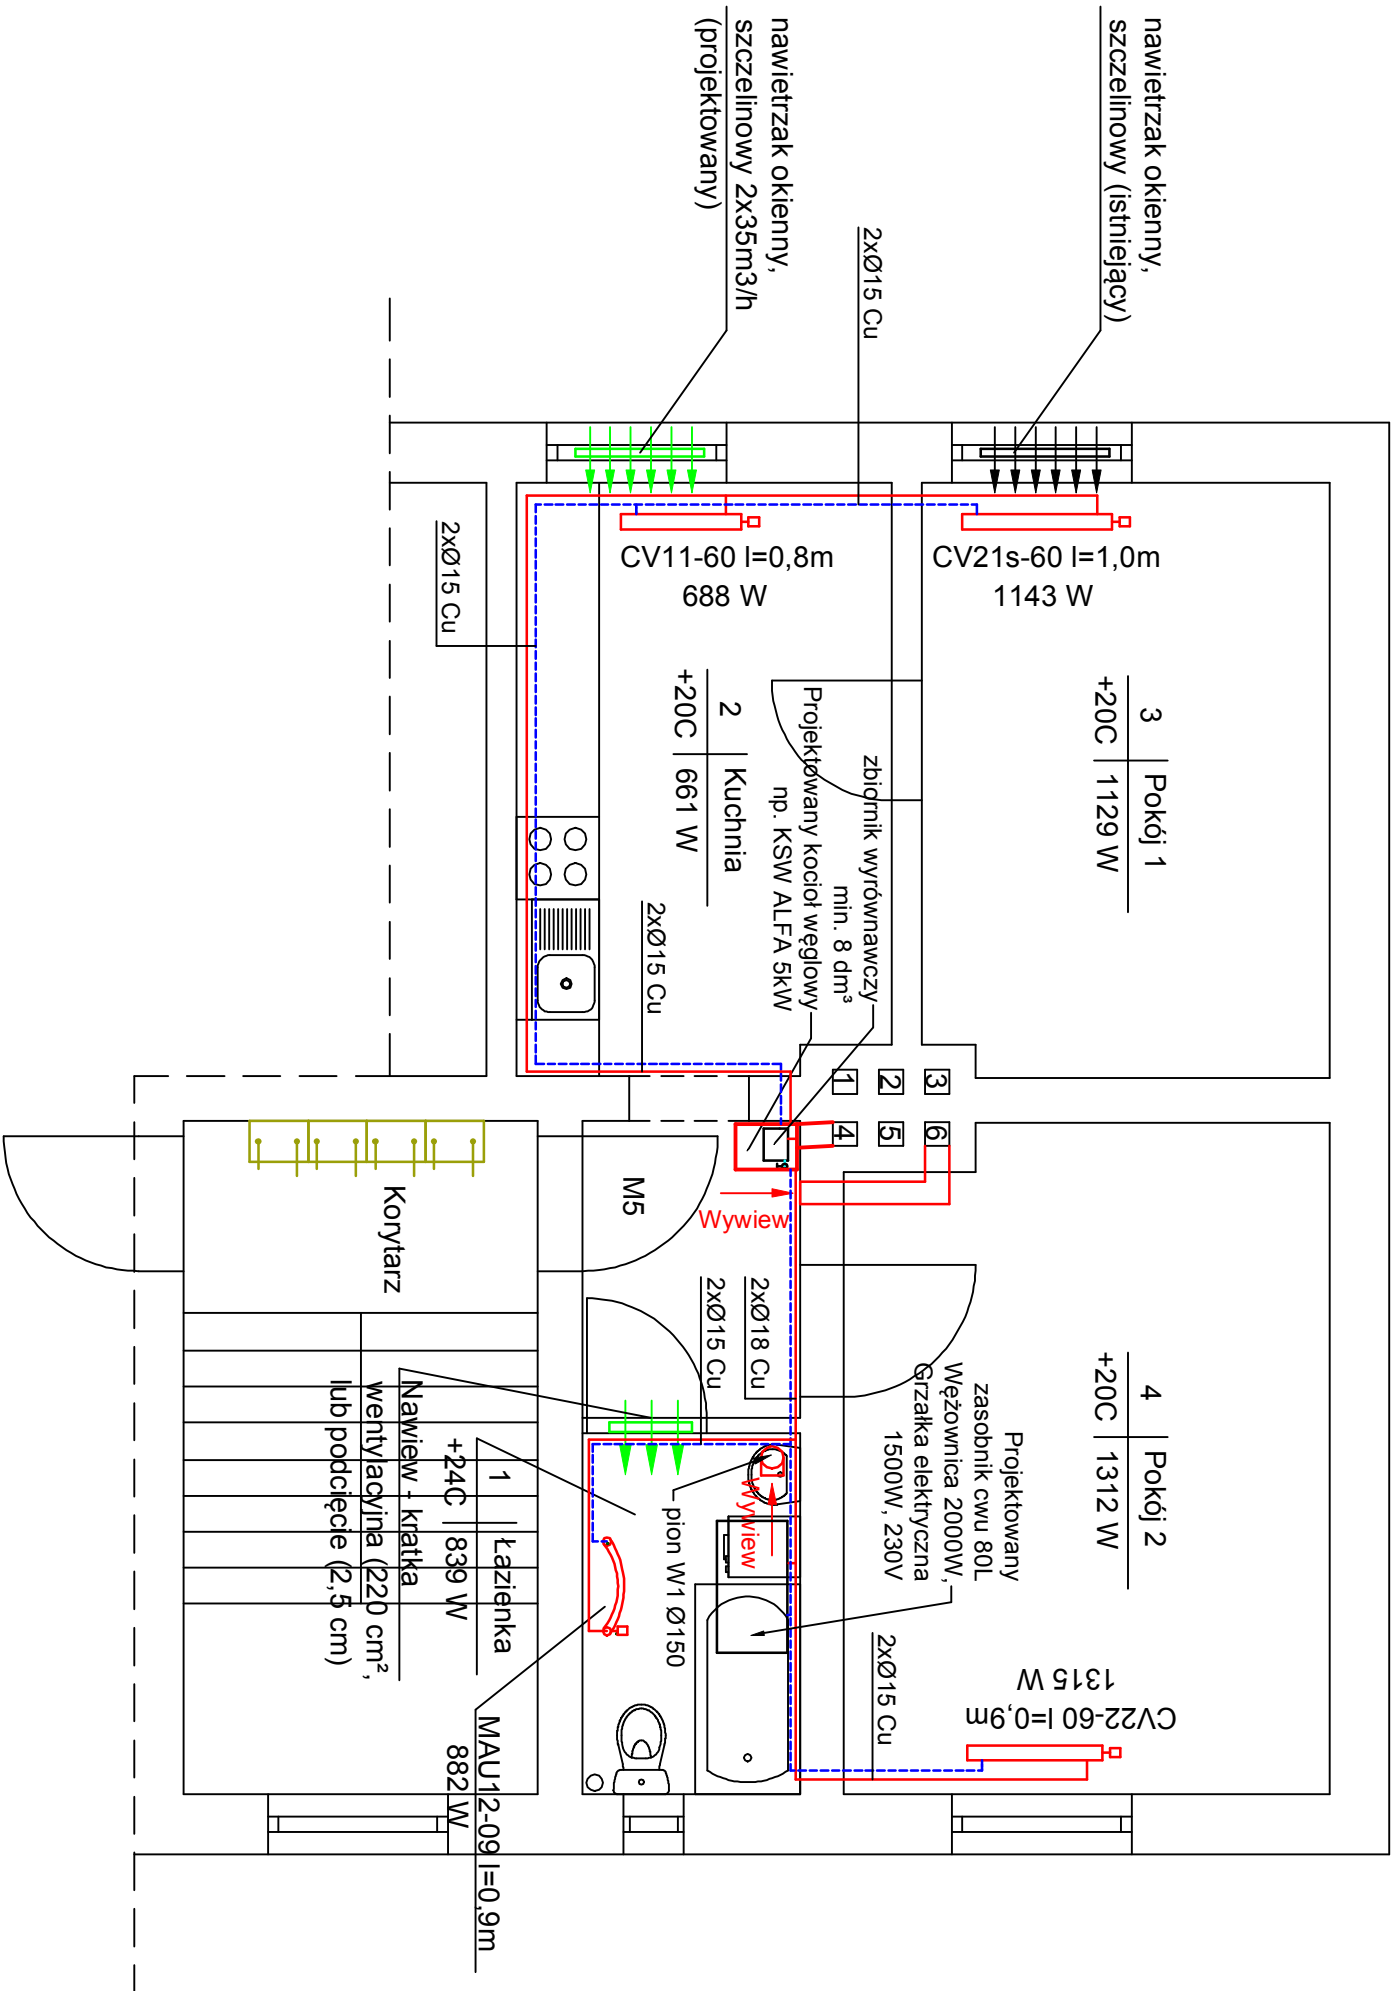 nawietrzak okienny,
szczelinowy (istniejący)
nawietrzak okienny,
szczelinowy 2x35m3/h
(projektowany)
2xØ15 Cu
CV21s-60 l=1,0m
1143 W
CV11-60 l=0,8m
688 W
2xØ15 Cu
3
Pokój 1
+20C
1129 W
2
Kuchnia
+20C
661 W
zbiornik wyrównawczy
min. 8 dm³
Projektowany kocioł węglowy
np. KSW ALFA 5kW
2xØ15 Cu
1
2
3
4
5
6
Wywiew
M5
Korytarz
2xØ18 Cu
2xØ15 Cu
4
Pokój 2
+20C
1312 W
Projektowany
zasobnik cwu 80L
Wężownica 2000W,
Grzałka elektryczna
1500W, 230V
Wywiew
pion W1 Ø150
Nawiew - kratka
wentylacyjna (220 cm²,
lub podcięcie (2,5 cm)
1
Łazienka
+24C
839 W
2xØ15 Cu
CV22-60 l=0,9m
1315 W
MAU12-09 l=0,9m
882W